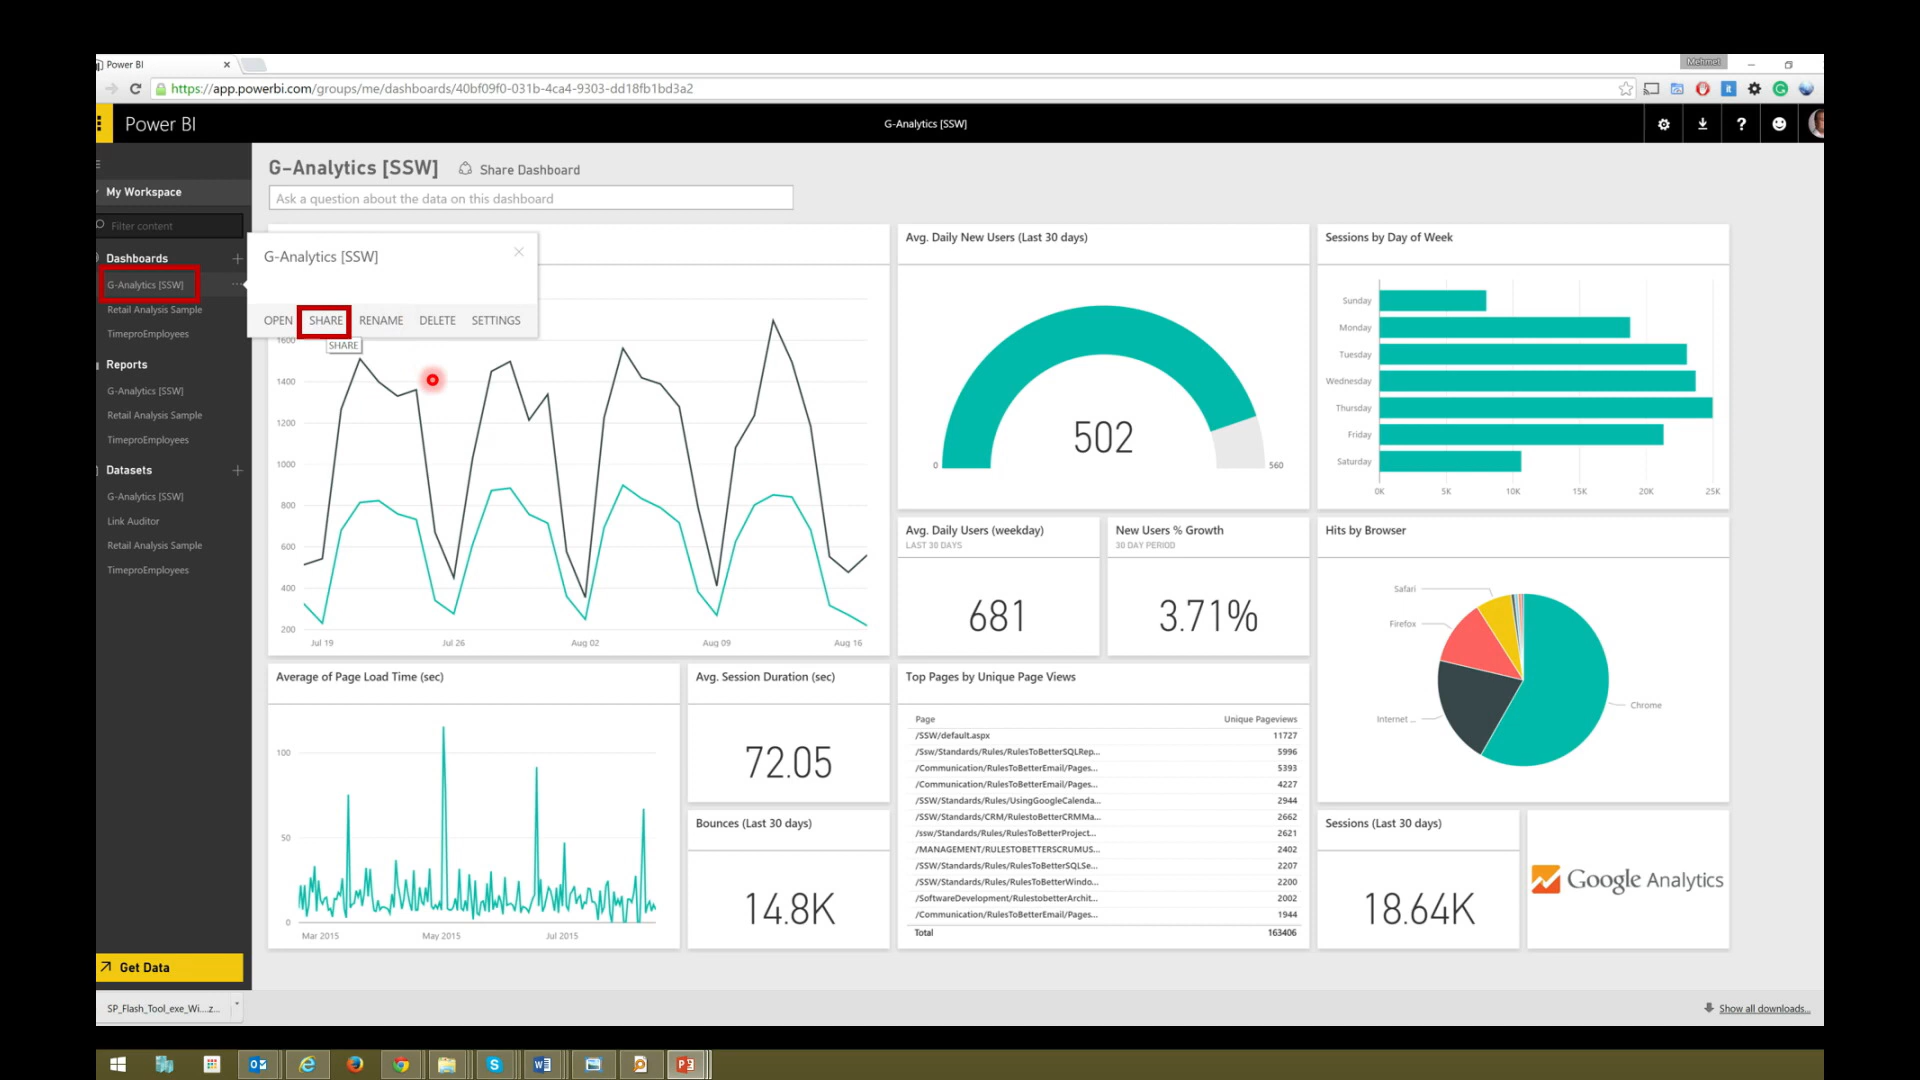 Power BI
Mehmet
https://app.powerbi.com/groups/me/dashboards/40bf09f0-031b-4ca4-9303-dd18fb1bd3a2
Power BI
G-Analytics [SSW]
?
G-Analytics [SSW]
Share Dashboard
Ask a question about the data on this dashboard
My Workspace
Filter content
Dashboards
G-Analytics [SSW]
Retail Analysis Sample
TimeproEmployees
Reports
G-Analytics [SSW]
Retail Analysis Sample
TimeproEmployees
Datasets
G-Analytics [SSW]
Link Auditor
Retail Analysis Sample
TimeproEmployees
Get Data
G-Analytics [SSW]
OPEN SHARE RENAME DELETE SETTINGS
SHARE
1600
1400
1200
1000
800
600
400
200
Jul 19 Jul 26 Aug 02 Aug 09 Aug 16
Avg. Daily New Users (Last 30 days)
502
0 560
Sessions by Day of Week
Sunday
Monday
Tuesday
Wednesday
Thursday
Friday
Saturday
0K 5K 10K 15K 20K 25K
Avg. Daily Users (weekday)
LAST 30 DAYS
681
New Users % Growth
30 DAY PERIOD
3.71%
Hits by Browser
Safari
Firefox
Internet ...
Chrome
Average of Page Load Time (sec)
100
50
0
Mar 2015 May 2015 Jul 2015
Avg. Session Duration (sec)
72.05
Bounces (Last 30 days)
14.8K
Top Pages by Unique Page Views
Page Unique Pageviews
/SSW/default.aspx 11727
/Ssw/Standards/Rules/RulesToBetterSQLRep... 5996
/Communication/RulesToBetterEmail/Pages... 5393
/Communication/RulesToBetterEmail/Pages... 4227
/SSW/Standards/Rules/UsingGoogleCalenda... 2944
/SSW/Standards/CRM/RulestoBetterCRMMa... 2662
/ssw/Standards/Rules/RulesToBetterProject... 2621
/MANAGEMENT/RULESTOBETTERSCRUMUS... 2402
/SSW/Standards/Rules/RulesToBetterSQLSe... 2207
/SSW/Standards/Rules/RulesToBetterWindo... 2200
/SoftwareDevelopment/RulestobetterArchit... 2002
/Communication/RulesToBetterEmail/Pages... 1944
Total 163406
Sessions (Last 30 days)
18.64K
Google Analytics
SP_Flash_Tool_exe_Wi....z...
Show all downloads...